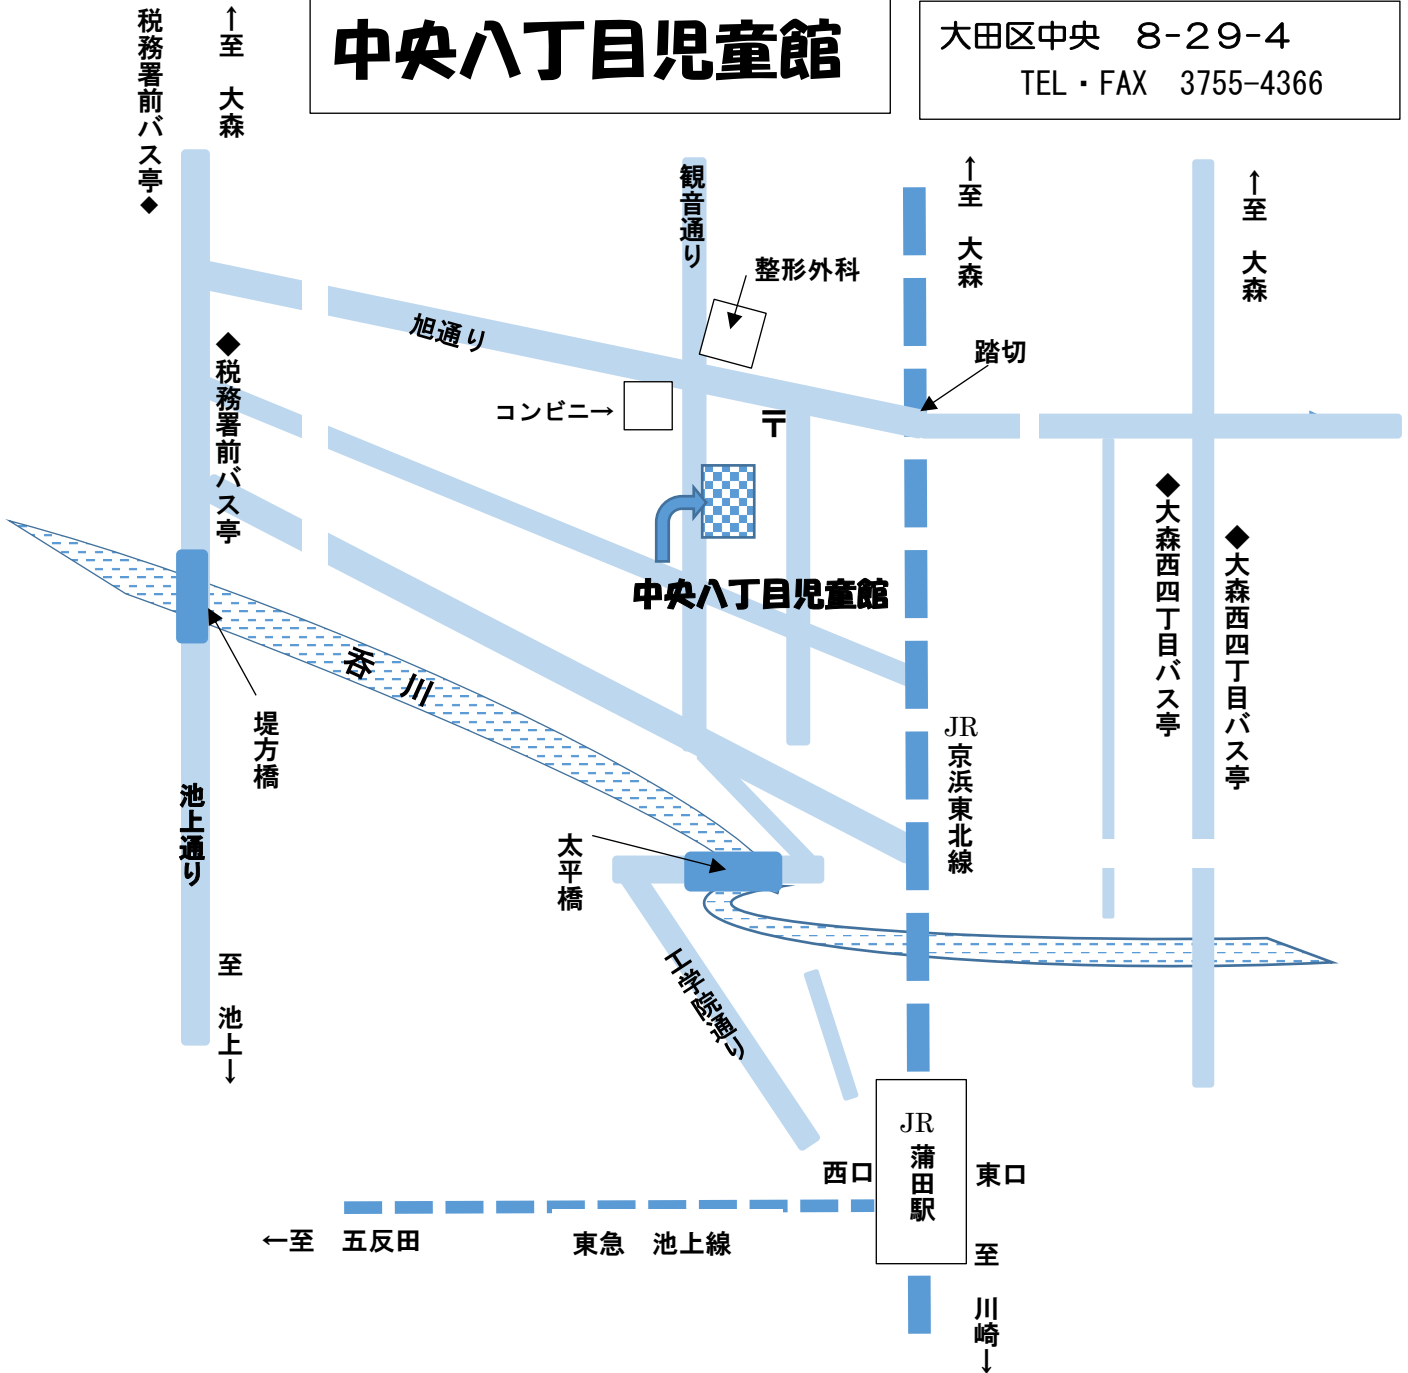 中央八丁目児童館
大田区中央　8-29-4
TEL・FAX　3755-4366
税務署前バス亭◆
↑至　大森
観音通り
↑至　大森
↑至　大森
整形外科
旭通り
踏切
◆税務署前バス亭
コンビニ→
〒
◆大森西四丁目バス亭
◆大森西四丁目バス亭
中央八丁目児童館
呑　川
堤方橋
JR京浜東北線
池上通り
太平橋
至　池上→
工学院通り
JR蒲田駅
西口
東口
←至　五反田
東急　池上線
至　川崎→